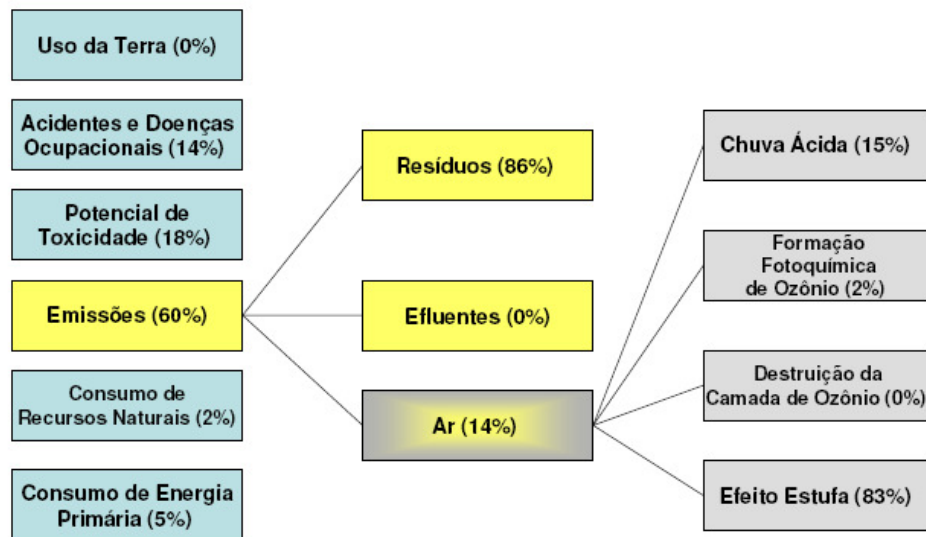 Uso da Terra (0%)
Acidentes e Doenças
Ocupacionais (14%)
Potencial de
Toxicidade (18%)
Emissões (60%)
Consumo de
Recursos Naturais (2%)
Consumo de Energia
Primária (5%)
Resíduos (86%)
Efluentes (0%)
Ar (14%)
Chuva Ácida (15%)
Formação
Fotoquímica
de Ozônio (2%)
Destruição da
Camada de Ozônio (0%)
Efeito Estufa (83%)